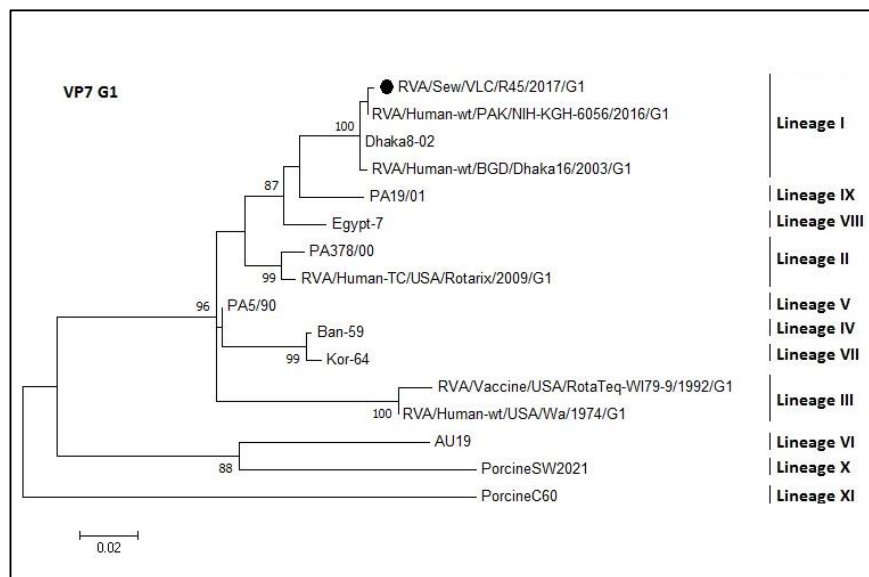 VP7 G1
RVA/Sew/VLC/R45/2017/G1
RVA/Human-wt/PAK/NIH-KGH-6056/2016/G1
Lineage I
100
Dhaka8-02
RVA/Human-wt/BGD/Dhaka16/2003/G1
87
PA19/01
Lineage IX
Egypt-7
Lineage VIII
PA378/00
Lineage II
99
RVA/Human-TC/USA/Rotarix/2009/G1
96
PA5/90
Lineage V
Ban-59
Lineage IV
99
Kor-64
Lineage VII
RVA/Vaccine/USA/RotaTeq-WI79-9/1992/G1
Lineage III
100
RVA/Human-wt/USA/Wa/1974/G1
AU19
Lineage VI
88
PorcineSW2021
Lineage X
PorcineC60
Lineage XI
0.02